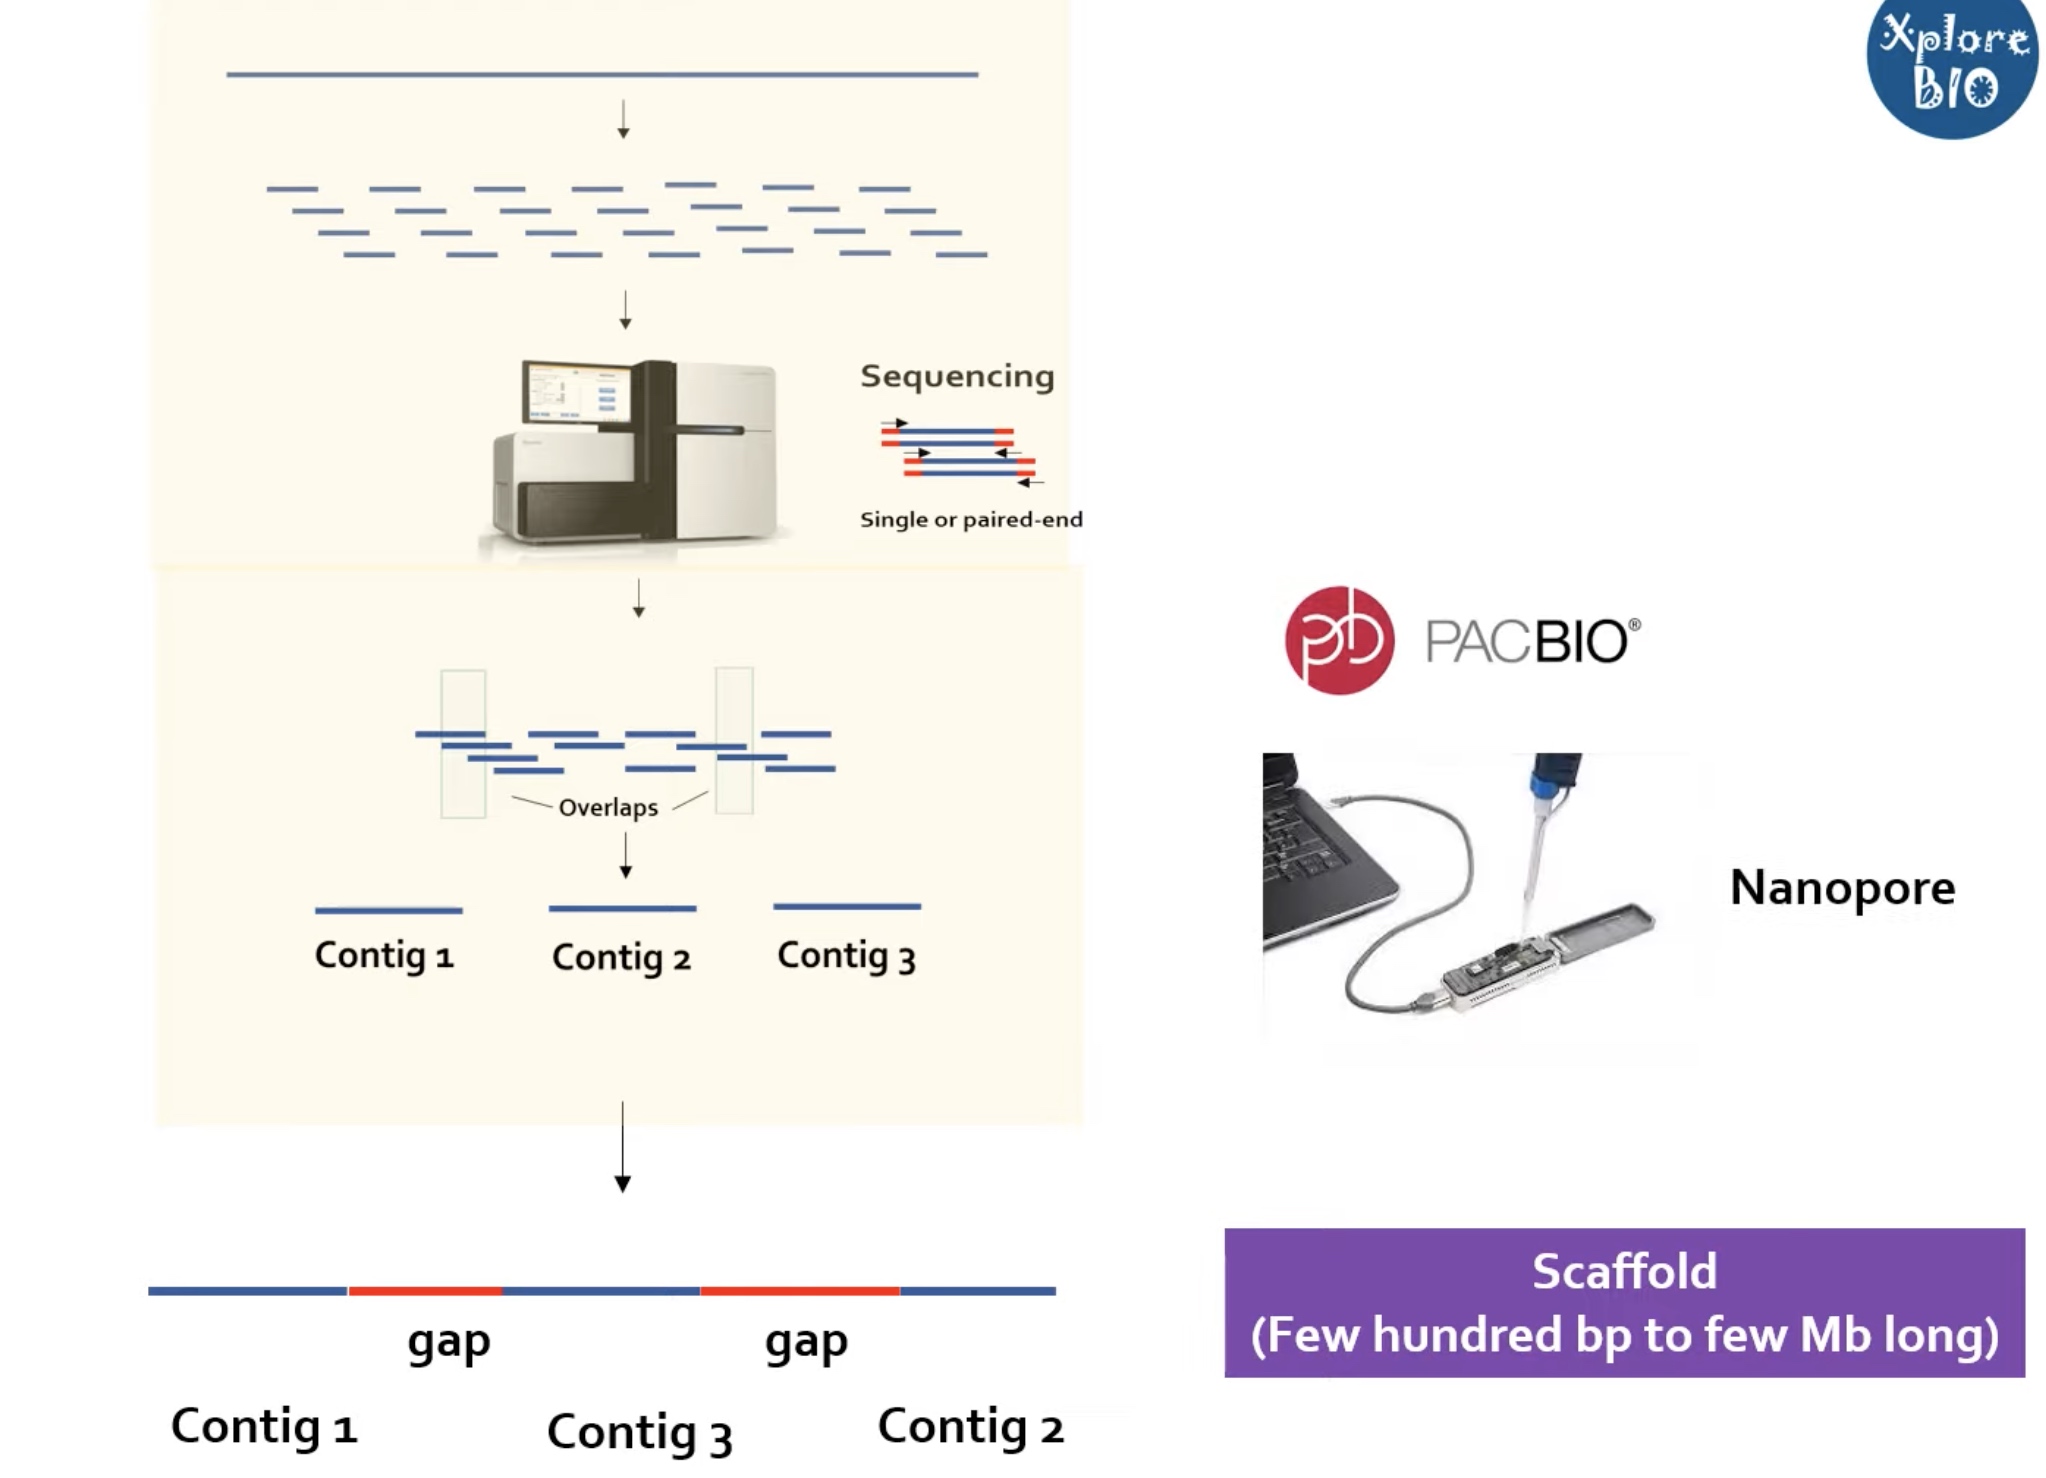 Xplore
BIO
Sequencing
Single or paired-end
PACBIO®
Overlaps
Nanopore
Contig 1
Contig 2
Contig 3
Scaffold
(Few hundred bp to few Mb long)
gap
gap
Contig 1
Contig 3
Contig 2